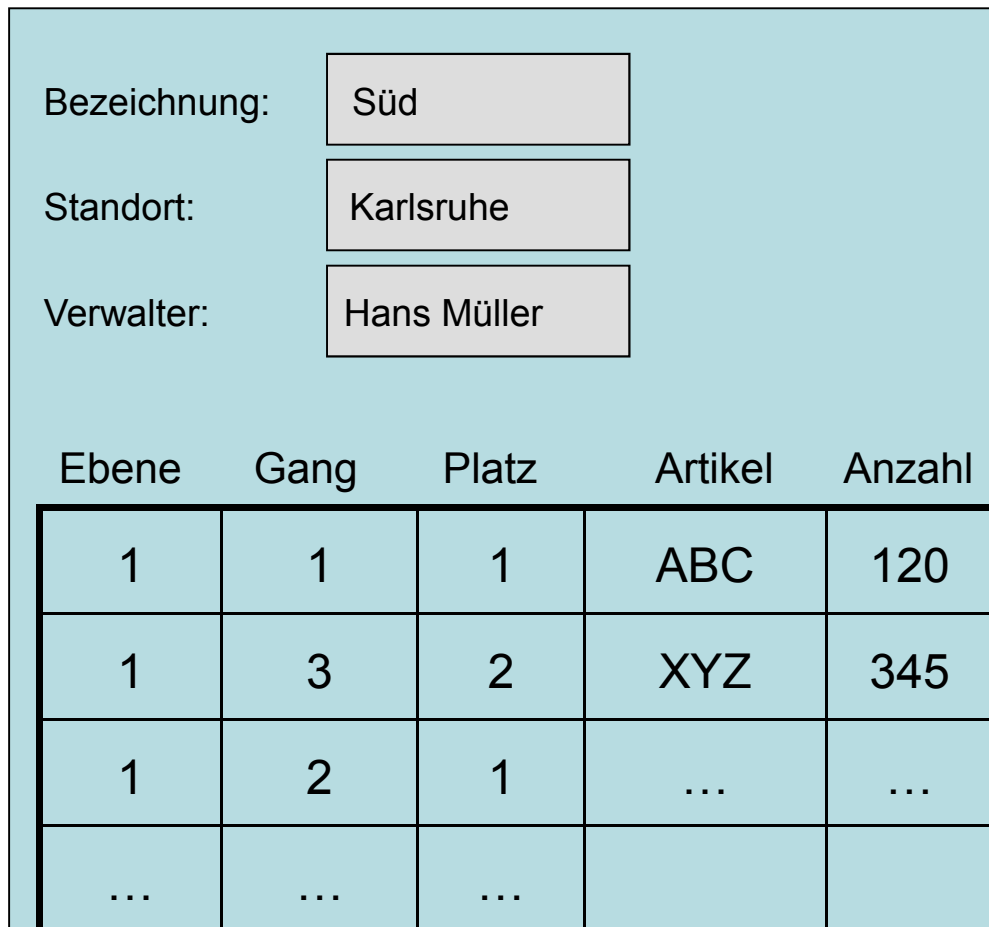 Bezeichnung: Süd
Standort: Karlsruhe
Verwalter: Hans Müller
Ebene Gang Platz Artikel Anzahl
1 1 1 ABC 120
1 3 2 XYZ 345
1 2 1 … …
… … …